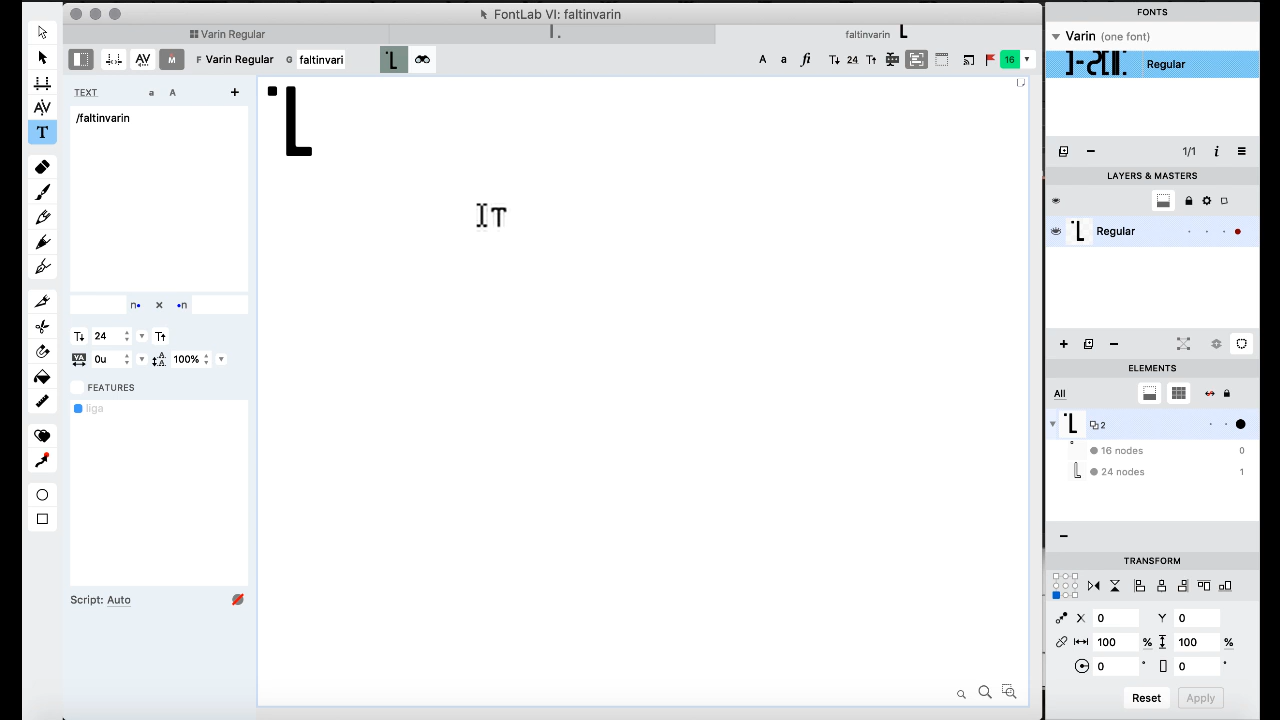 FontLab VI: faltinvarin
FONTS
Varin Regular
faltinvarin
Varin (one font)
Regular
F Varin Regular G faltinvari
A a fi 24 16
TEXT a A +
/faltinvarin
1/1 i
LAYERS & MASTERS
Regular
n• × •n
24
0u 100%
FEATURES
liga
ELEMENTS
All
2
16 nodes 0
24 nodes 1
TRANSFORM
X 0 Y 0
100 % 100 %
0 ° 0 °
Script: Auto
Reset Apply